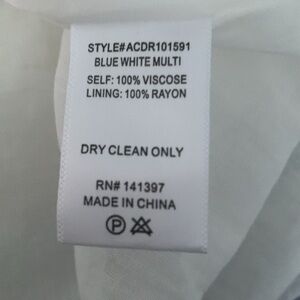 STYLE#ACDR101591
BLUE WHITE MULTI
SELF: 100% VISCOSE
LINING: 100% RAYON
DRY CLEAN ONLY
RN# 141397
MADE IN CHINA
P